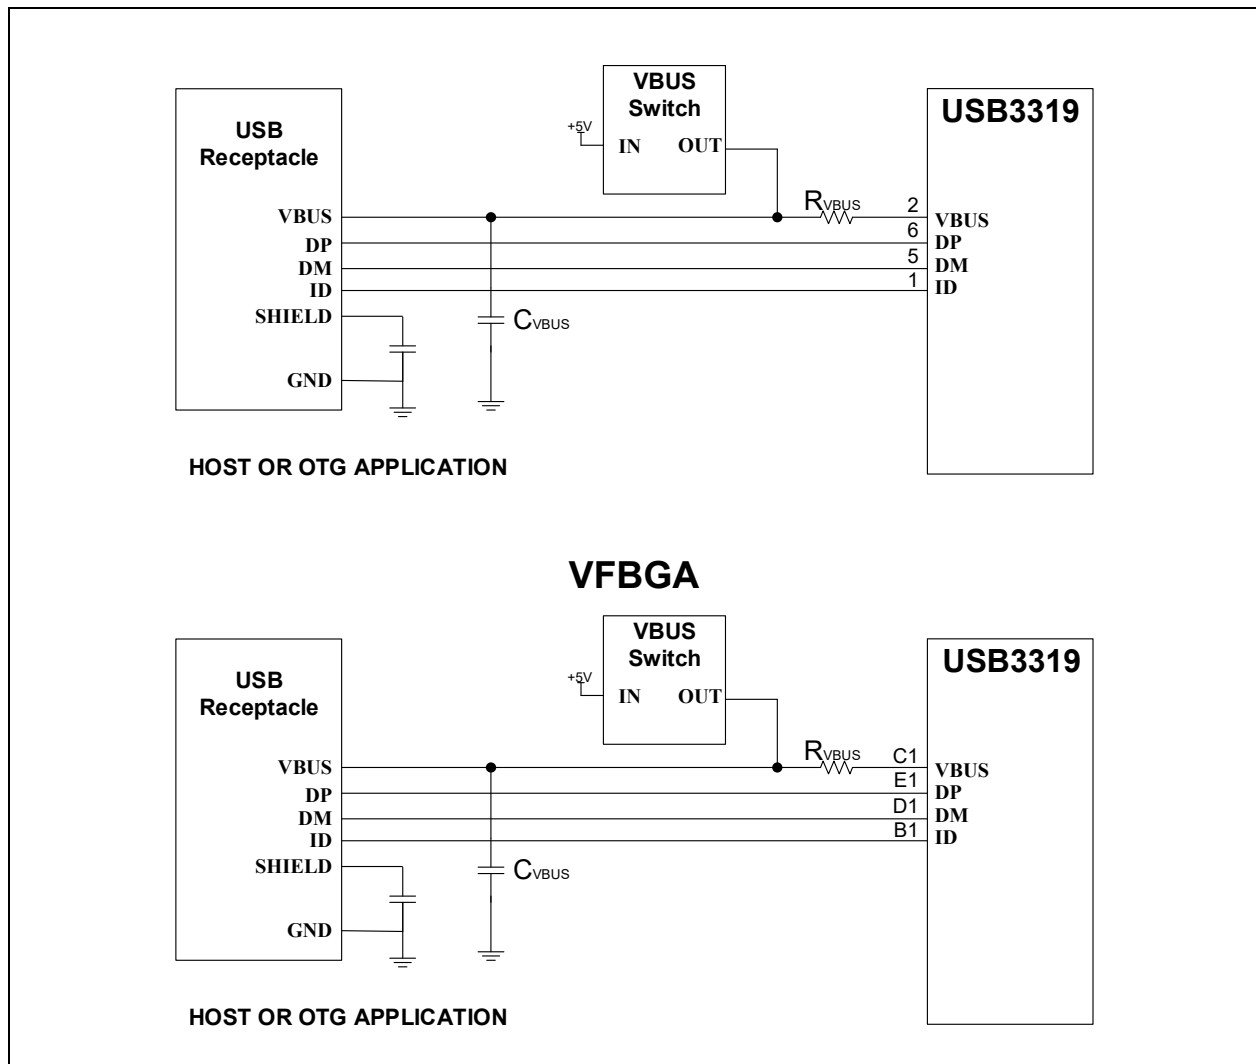 VBUS
Switch
+5V
IN OUT
USB
Receptacle
USB3319
RVBUS
VBUS
2
VBUS
DP
6
DP
DM
5
DM
ID
1
ID
SHIELD
CVBUS
GND
HOST OR OTG APPLICATION
VFBGA
VBUS
Switch
+5V
IN OUT
USB
Receptacle
USB3319
RVBUS
VBUS
C1
VBUS
DP
E1
DP
DM
D1
DM
ID
B1
ID
SHIELD
CVBUS
GND
HOST OR OTG APPLICATION